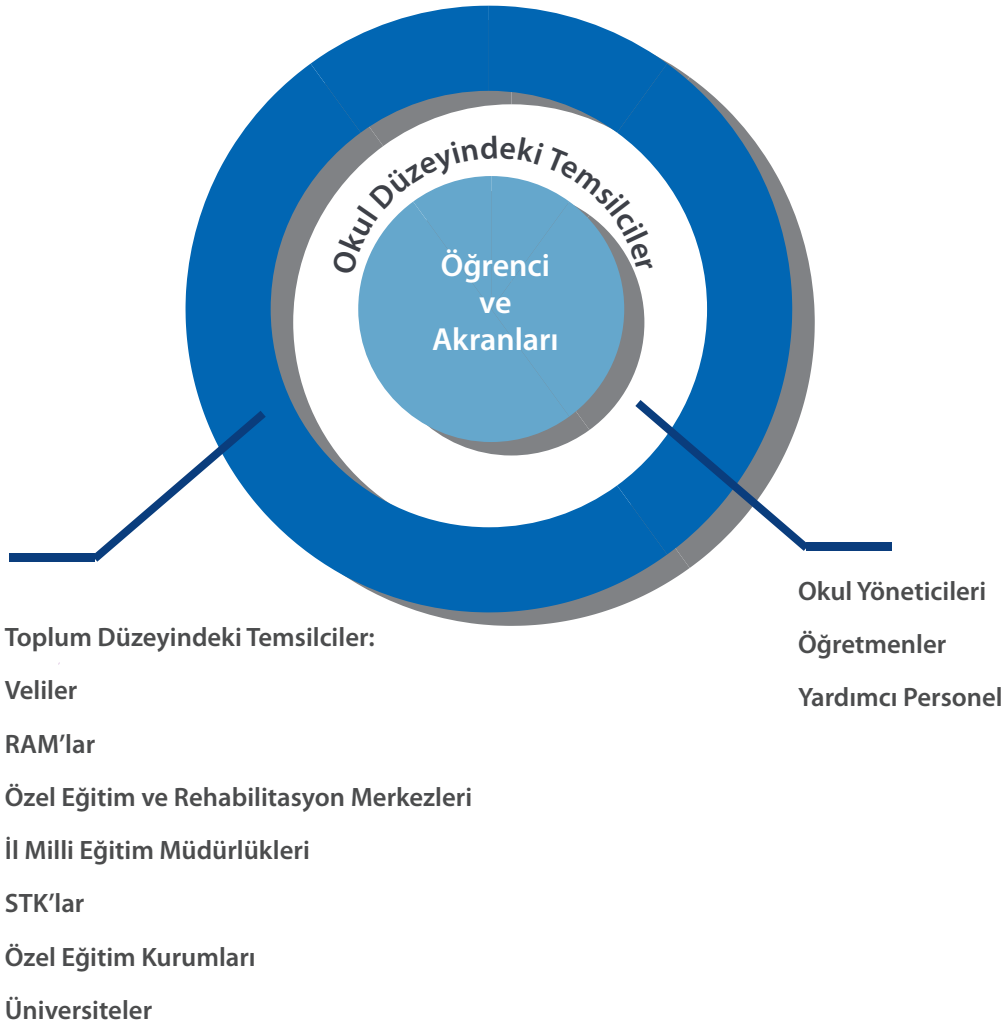 Okul Düzeyindeki Temsilciler
Öğrenci
ve
Akranları
Toplum Düzeyindeki Temsilciler:
Veliler
RAM’lar
Özel Eğitim ve Rehabilitasyon Merkezleri
İl Milli Eğitim Müdürlükleri
STK’lar
Özel Eğitim Kurumları
Üniversiteler
Okul Yöneticileri
Öğretmenler
Yardımcı Personel